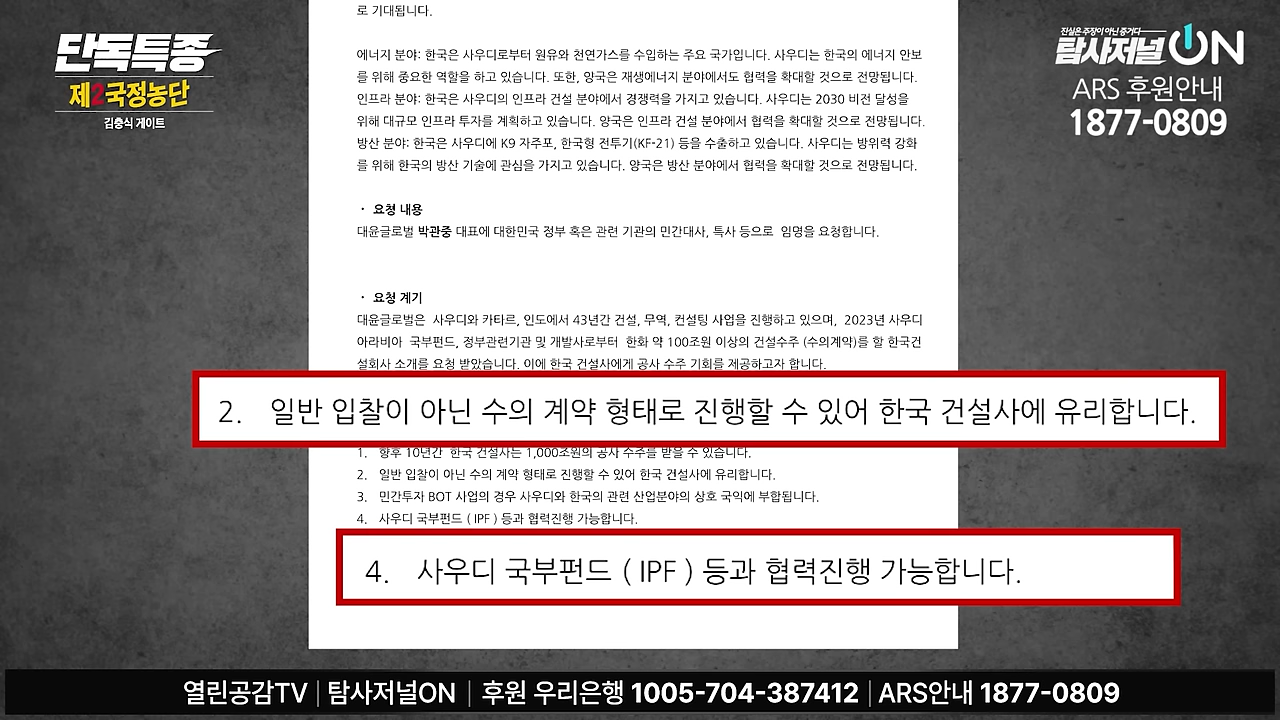 단독특종
제2국정농단
김충식 게이트
진실은 주장이 아닌 증거다
탐사저널ON
ARS 후원안내
1877-0809
로 기대됩니다.
에너지 분야: 한국은 사우디로부터 원유와 천연가스를 수입하는 주요 국가입니다. 사우디는 한국의 에너지 안보
를 위해 중요한 역할을 하고 있습니다. 또한, 양국은 재생에너지 분야에서도 협력을 확대할 것으로 전망됩니다.
인프라 분야: 한국은 사우디의 인프라 건설 분야에서 경쟁력을 가지고 있습니다. 사우디는 2030 비전 달성을
위해 대규모 인프라 투자를 계획하고 있습니다. 양국은 인프라 건설 분야에서 협력을 확대할 것으로 전망됩니다.
방산 분야: 한국은 사우디에 K9 자주포, 한국형 전투기(KF-21) 등을 수출하고 있습니다. 사우디는 방위력 강화
를 위해 한국의 방산 기술에 관심을 가지고 있습니다. 양국은 방산 분야에서 협력을 확대할 것으로 전망됩니다.
· 요청 내용
대윤글로벌 박관중 대표에 대한민국 정부 혹은 관련 기관의 민간대사, 특사 등으로 임명을 요청합니다.
· 요청 계기
대윤글로벌은 사우디와 카타르, 인도에서 43년간 건설, 무역, 컨설팅 사업을 진행하고 있으며, 2023년 사우디
아라비아 국부펀드, 정부관련기관 및 개발사로부터 한화 약 100조원 이상의 건설수주 (수의계약)를 할 한국건
설회사 소개를 요청 받았습니다. 이에 한국 건설사에게 공사 수주 기회를 제공하고자 합니다.
2. 일반 입찰이 아닌 수의 계약 형태로 진행할 수 있어 한국 건설사에 유리합니다.
1. 향후 10년간 한국 건설사는 1,000조원의 공사 수주를 받을 수 있습니다.
2. 일반 입찰이 아닌 수의 계약 형태로 진행할 수 있어 한국 건설사에 유리합니다.
3. 민간투자 BOT 사업의 경우 사우디와 한국의 관련 산업분야의 상호 국익에 부합됩니다.
4. 사우디 국부펀드 ( IPF ) 등과 협력진행 가능합니다.
4. 사우디 국부펀드 ( IPF ) 등과 협력진행 가능합니다.
열린공감TV | 탐사저널ON | 후원 우리은행 1005-704-387412 | ARS안내 1877-0809